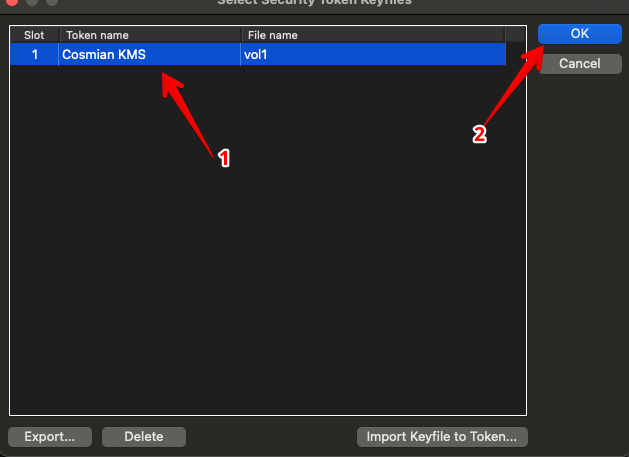 Select Security Token Keyfiles
Slot Token name File name
1 Cosmian KMS vol1
OK
Cancel
1
2
Export... Delete Import Keyfile to Token...